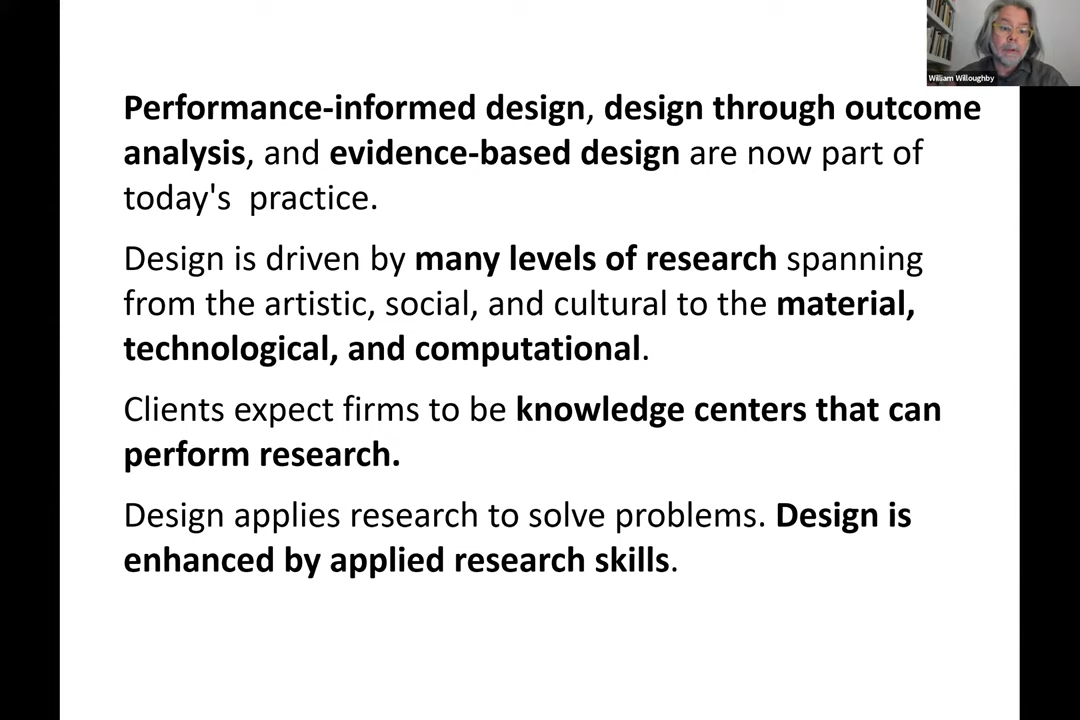 William Willoughby
Performance-informed design, design through outcome
analysis, and evidence-based design are now part of
today's  practice.
Design is driven by many levels of research spanning
from the artistic, social, and cultural to the material,
technological, and computational.
Clients expect firms to be knowledge centers that can
perform research.
Design applies research to solve problems. Design is
enhanced by applied research skills.